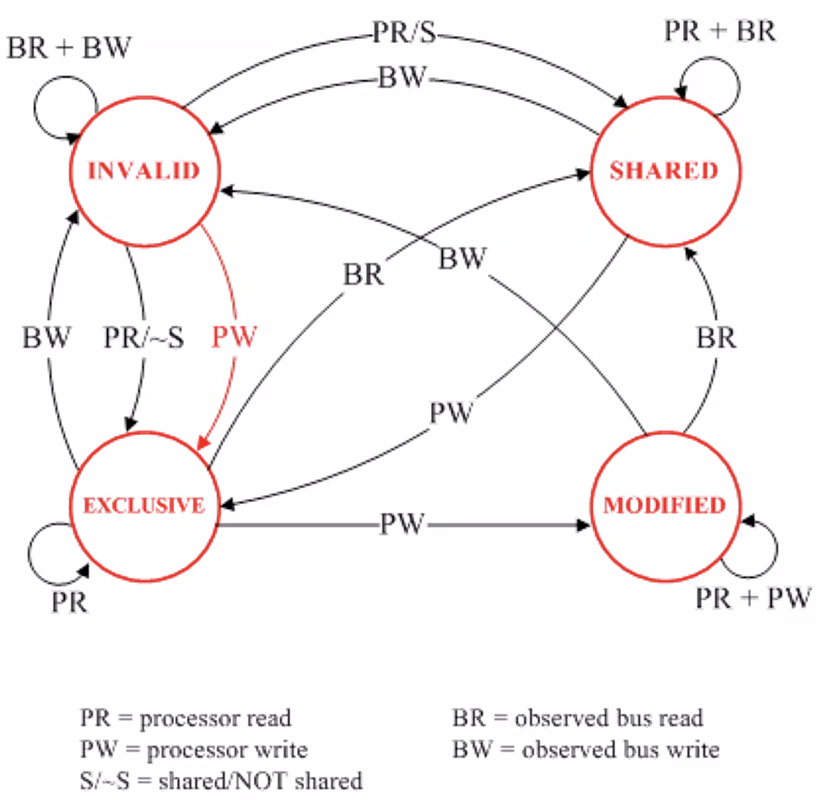 PR/S
PR + BR
BR + BW
BW
INVALID
SHARED
BW
BR
BW
PR/~S
PW
BR
PW
EXCLUSIVE
MODIFIED
PW
PR
PR + PW
PR = processor read
BR = observed bus read
PW = processor write
BW = observed bus write
S/~S = shared/NOT shared